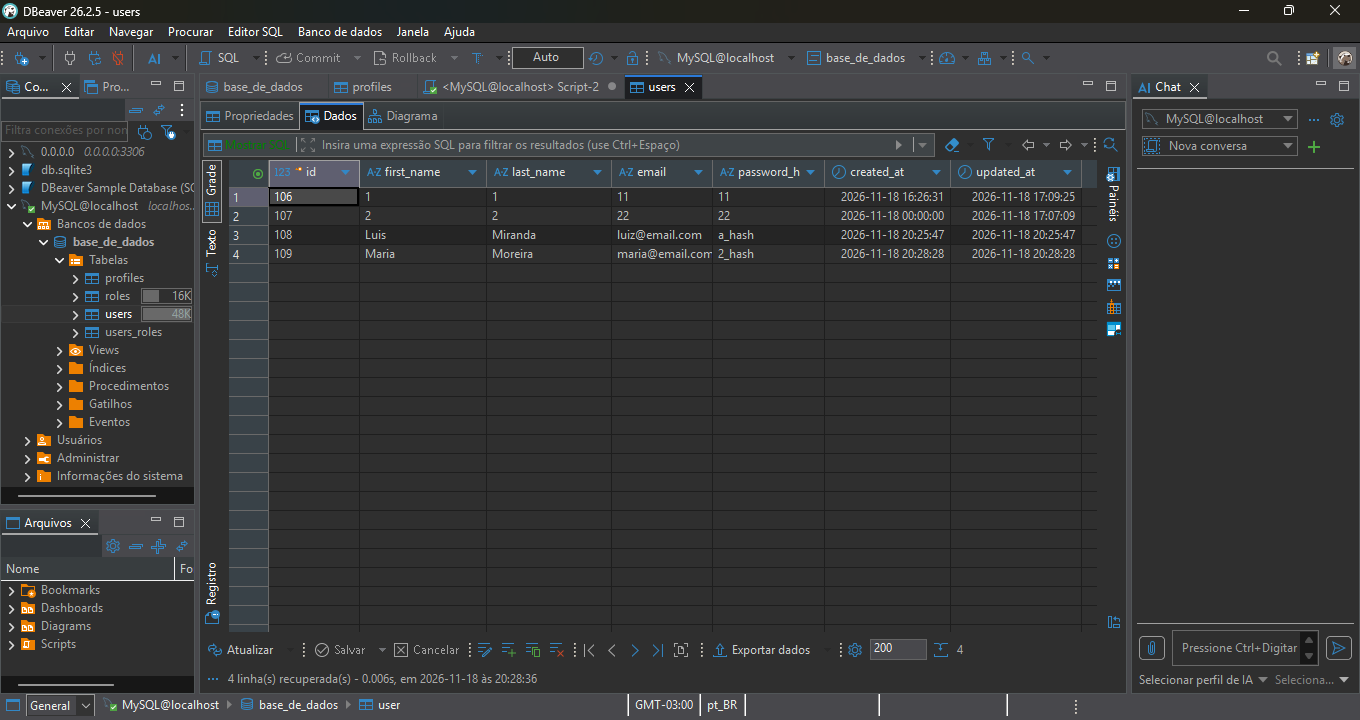 DBeaver 26.2.5 - users
Arquivo Editar Navegar Procurar Editor SQL Banco de dados Janela Ajuda
AI SQL Commit Rollback T Auto MySQL@localhost base_de_dados
Co... Pro...
base_de_dados profiles <MySQL@localhost> Script-2 users
AI Chat
Filtra conexões por nom
0.0.0.0 0.0.0.0:3306
db.sqlite3
DBeaver Sample Database (SQ
MySQL@localhost localhos...
Bancos de dados
base_de_dados
Tabelas
profiles
roles 16K
users 48K
users_roles
Views
Índices
Procedimentos
Gatilhos
Eventos
Usuários
Administrar
Informações do sistema
Arquivos
Nome Fo
Bookmarks
Dashboards
Diagrams
Scripts
Propriedades Dados Diagrama
Mostrar SQL Insira uma expressão SQL para filtrar os resultados (use Ctrl+Espaço)
Grade
Texto
Registro
123 id A-Z first_name A-Z last_name A-Z email A-Z password_h created_at updated_at
1 106 1 1 11 11 2026-11-18 16:26:31 2026-11-18 17:09:25
2 107 2 2 22 22 2026-11-18 00:00:00 2026-11-18 17:07:09
3 108 Luis Miranda luiz@email.com a_hash 2026-11-18 20:25:47 2026-11-18 20:25:47
4 109 Maria Moreira maria@email.com 2_hash 2026-11-18 20:28:28 2026-11-18 20:28:28
Painéis
Atualizar Salvar Cancelar Exportar dados 200 4
4 linha(s) recuperada(s) - 0.006s, em 2026-11-18 às 20:28:36
MySQL@localhost
Nova conversa
Pressione Ctrl+Digitar
Selecionar perfil de IA Seleciona...
General MySQL@localhost base_de_dados user GMT-03:00 pt_BR